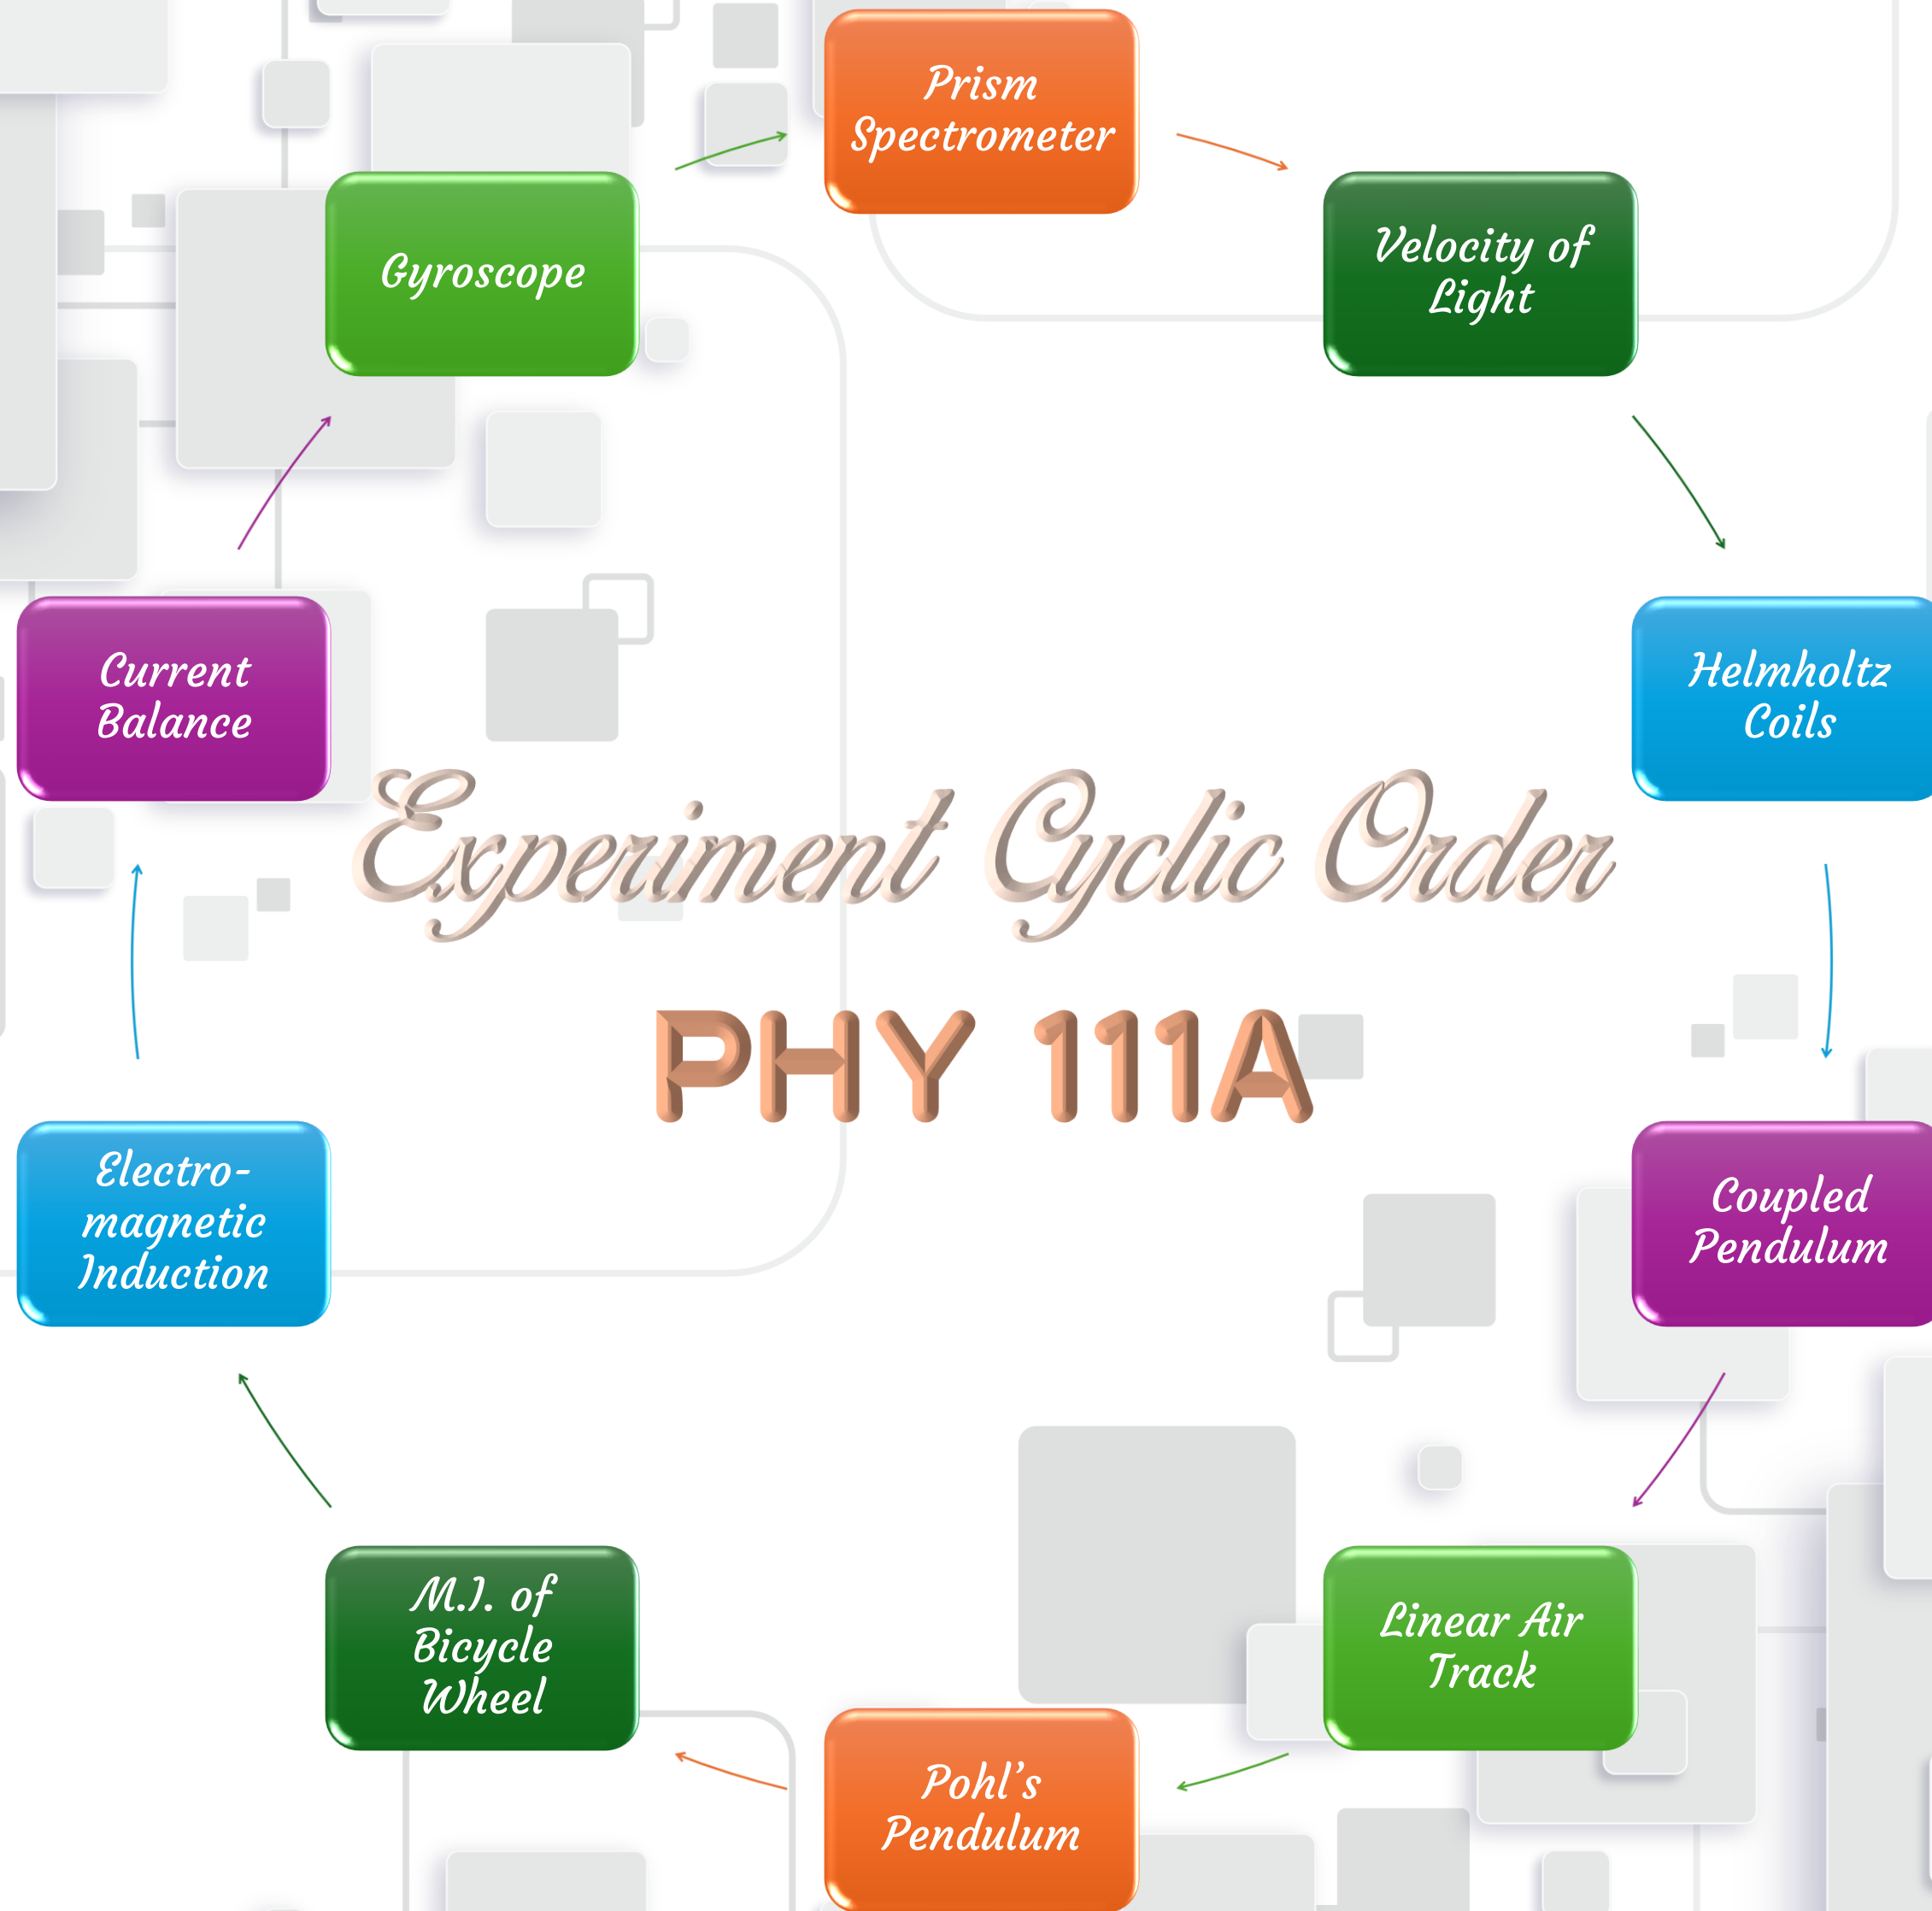 Prism
Spectrometer
Velocity of
Light
Helmholtz
Coils
Coupled
Pendulum
Linear Air
Track
Pohl's
Pendulum
M.I. of
Bicycle
Wheel
Electro-
magnetic
Induction
Current
Balance
Gyroscope
Experiment Cyclic Order
PHY 111A